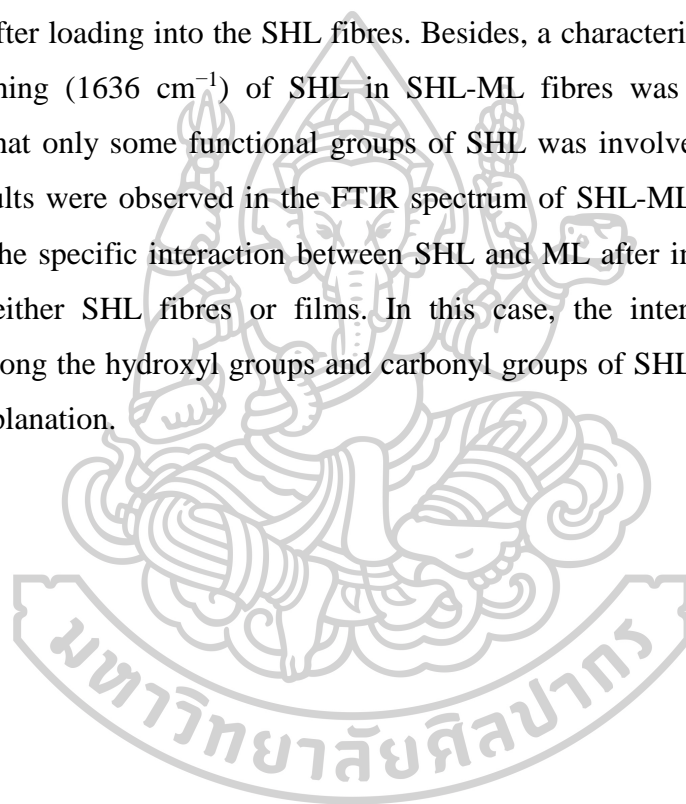 fter loading into the SHL fibres. Besides, a characteri
ning (1636 cm⁻¹) of SHL in SHL-ML fibres was
hat only some functional groups of SHL was involve
ults were observed in the FTIR spectrum of SHL-ML
he specific interaction between SHL and ML after in
either SHL fibres or films. In this case, the inter
ong the hydroxyl groups and carbonyl groups of SHL
planation.
มหาวิทยาลัยศิลปากร